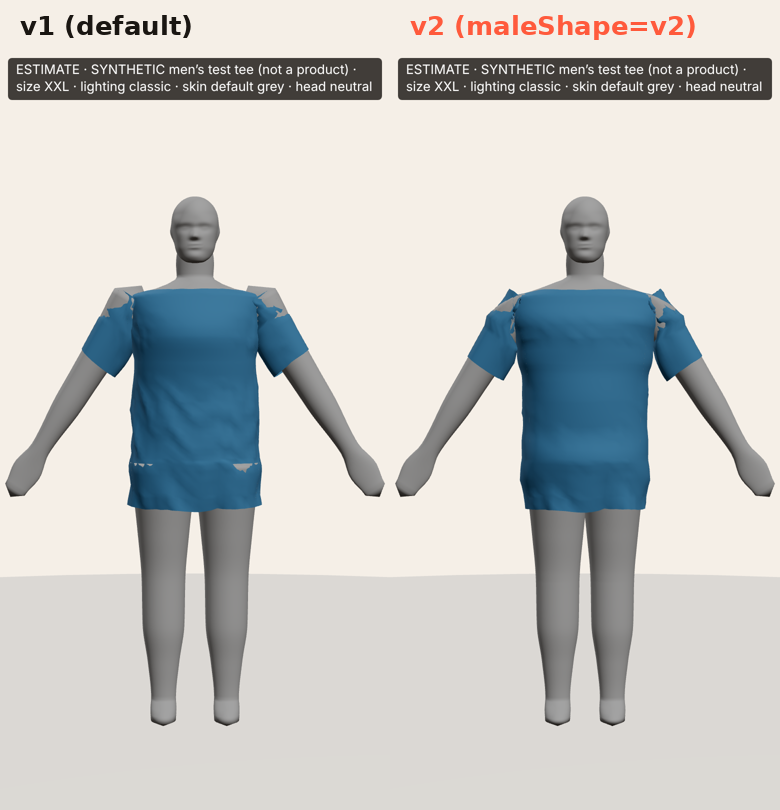 v1 (default)
ESTIMATE · SYNTHETIC men’s test tee (not a product) ·
size XXL · lighting classic · skin default grey · head neutral
v2 (maleShape=v2)
ESTIMATE · SYNTHETIC men’s test tee (not a product) ·
size XXL · lighting classic · skin default grey · head neutral